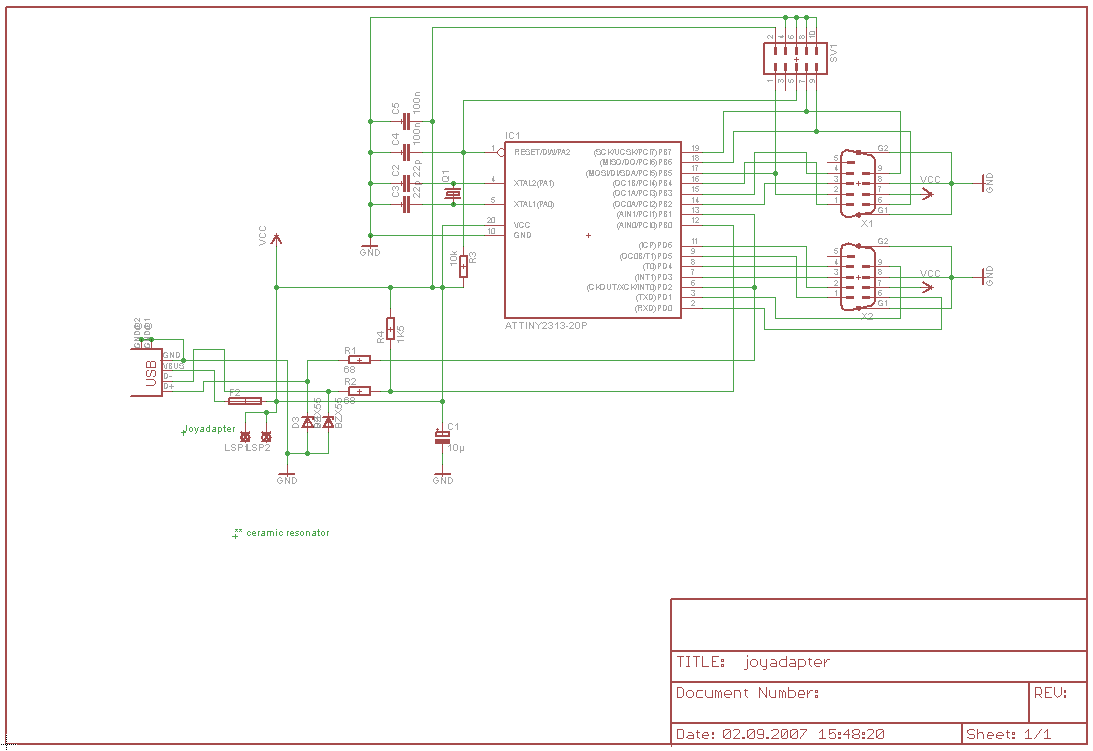 2 4 6 8 10
SV1
1 3 5 7 9
C5
100n
C4
100n
C2
22p
C3
22p
Q1
IC1
1 RESET/DW/PA2
4 XTAL2(PA1)
5 XTAL1(PA0)
20 VCC
10 GND
(SCK/UCSK/PCI7)PB7 19
(MISO/DO/PCI6)PB6 18
(MOSI/DI/SDA/PCI5)PB5 17
(OC1B/PCI4)PB4 16
(OC1A/PCI3)PB3 15
(OC0A/PCI2)PB2 14
(AIN1/PCI1)PB1 13
(AIN0/PCI0)PB0 12
(ICP)PD6 11
(OC0B/T1)PD5 9
(T0)PD4 8
(INT1)PD3 7
(CKOUT/XCK/INT0)PD2 6
(TXD)PD1 3
(RXD)PD0 2
ATTINY2313-20P
G2
5
4 9
3 8
2 7
1 6
G1
X1
VCC
GND
G2
5
4 9
3 8
2 7
1 6
G1
X2
VCC
GND
GND
VCC
10k
R3
R4
1K5
R1
68
R2
68
USB
GND
VBUS
D-
D+
F2
D3
BZX55
BZX55
Joyadapter
LSP1
LSP2
C1
10µ
GND
GND
** ceramic resonator
TITLE: joyadapter
Document Number:
REV:
Date: 02.09.2007 15:48:20
Sheet: 1/1